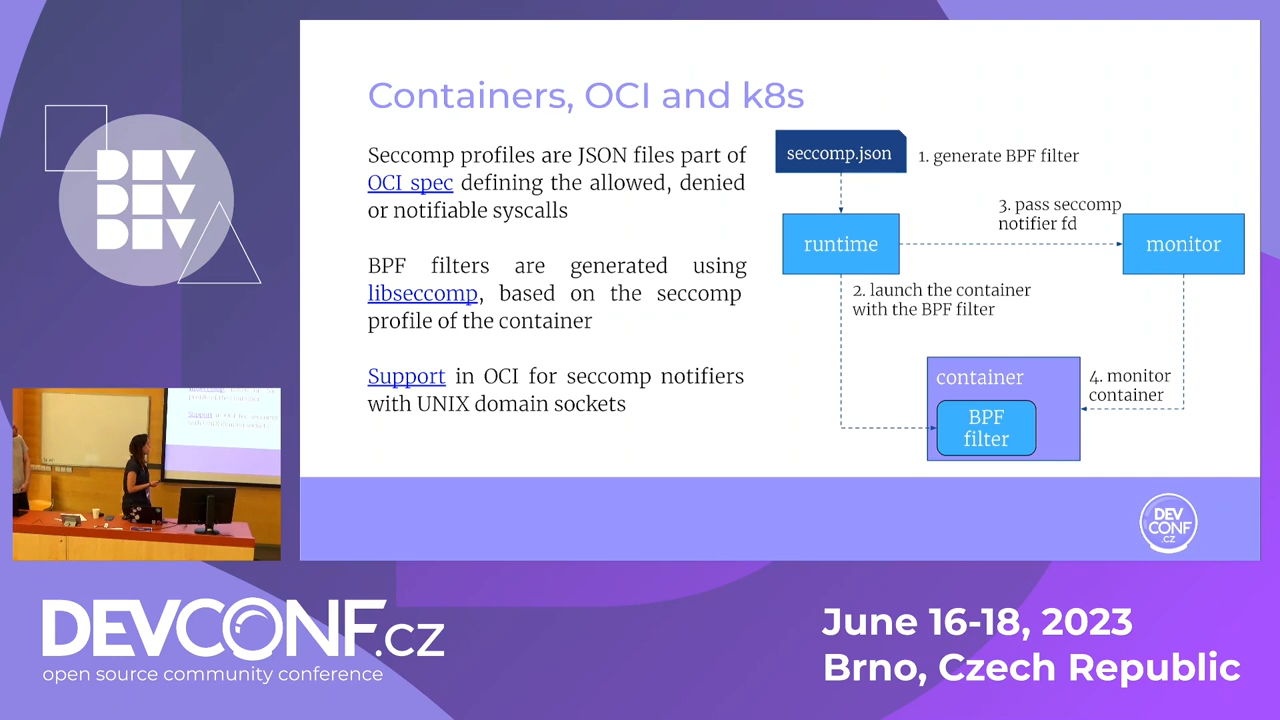 DEV
DEV
DEV
Containers, OCI and k8s
Seccomp profiles are JSON files part of
OCI spec defining the allowed, denied
or notifiable syscalls
BPF filters are generated using
libseccomp, based on the seccomp
profile of the container
Support in OCI for seccomp notifiers
with UNIX domain sockets
seccomp.json
1. generate BPF filter
runtime
3. pass seccomp
notifier fd
monitor
2. launch the container
with the BPF filter
container
BPF
filter
4. monitor
container
DEV
CONF
.CZ
DEVCONF.cz
open source community conference
June 16-18, 2023
Brno, Czech Republic